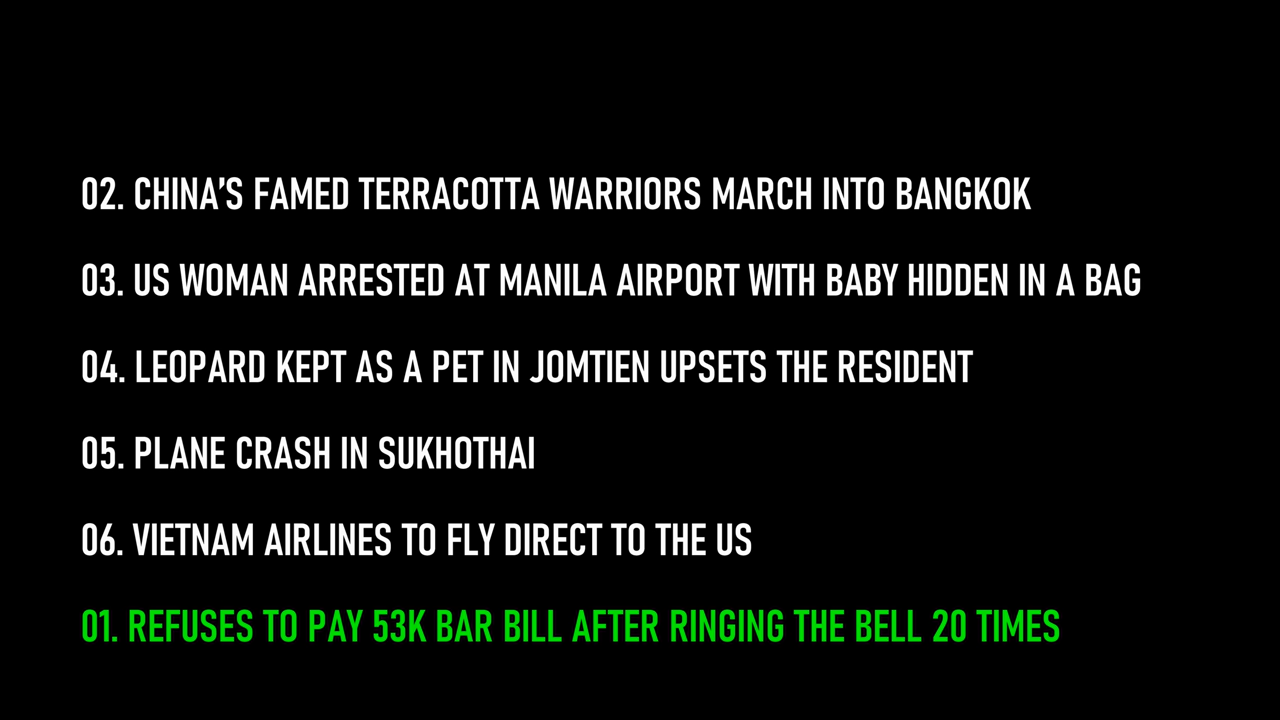 02. CHINA’S FAMED TERRACOTTA WARRIORS MARCH INTO BANGKOK
03. US WOMAN ARRESTED AT MANILA AIRPORT WITH BABY HIDDEN IN A BAG
04. LEOPARD KEPT AS A PET IN JOMTIEN UPSETS THE RESIDENT
05. PLANE CRASH IN SUKHOTHAI
06. VIETNAM AIRLINES TO FLY DIRECT TO THE US
01. REFUSES TO PAY 53K BAR BILL AFTER RINGING THE BELL 20 TIMES